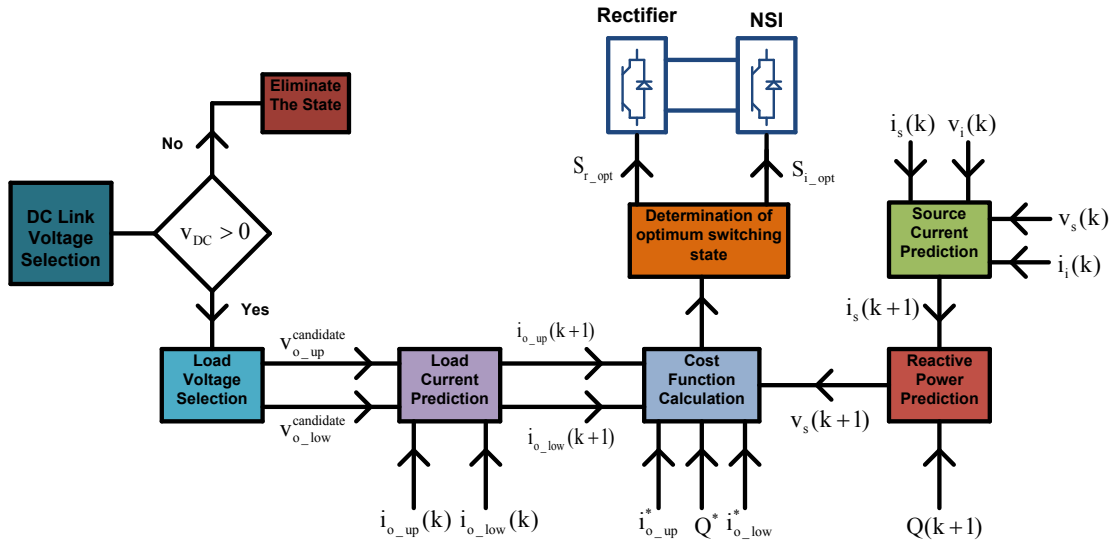 Rectifier
NSI
Eliminate
The State
No
DC Link
Voltage
Selection
v_DC > 0
Yes
S_r_opt
S_i_opt
Determination of
optimum switching
state
i_s(k)
v_i(k)
Source
Current
Prediction
v_s(k)
i_i(k)
i_s(k+1)
Load
Voltage
Selection
v_o_up^candidate
v_o_low^candidate
Load
Current
Prediction
i_o_up(k+1)
i_o_low(k+1)
Cost
Function
Calculation
v_s(k+1)
Reactive
Power
Prediction
i_o_up(k)
i_o_low(k)
i_o_up^*
Q^*
i_o_low^*
Q(k+1)